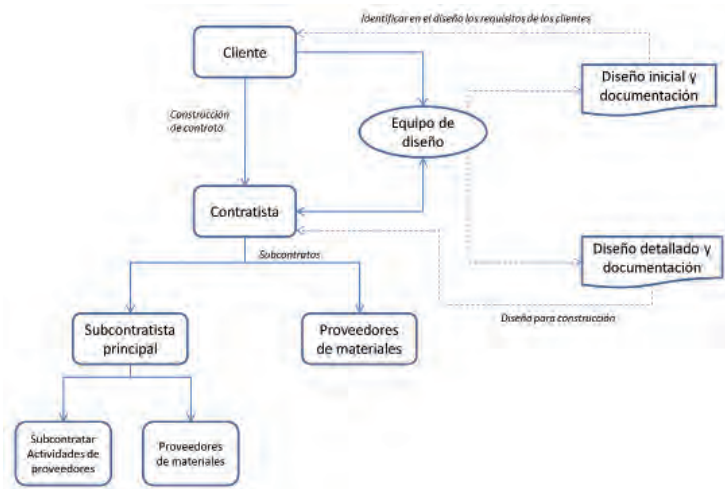 Identificar en el diseño los requisitos de los clientes
Cliente
Diseño inicial y
documentación
Construcción
de contrato
Equipo de
diseño
Contratista
Diseño detallado y
documentación
Subcontratos
Diseño para construcción
Subcontratista
principal
Proveedores
de materiales
Subcontratar
Actividades de
proveedores
Proveedores
de materiales